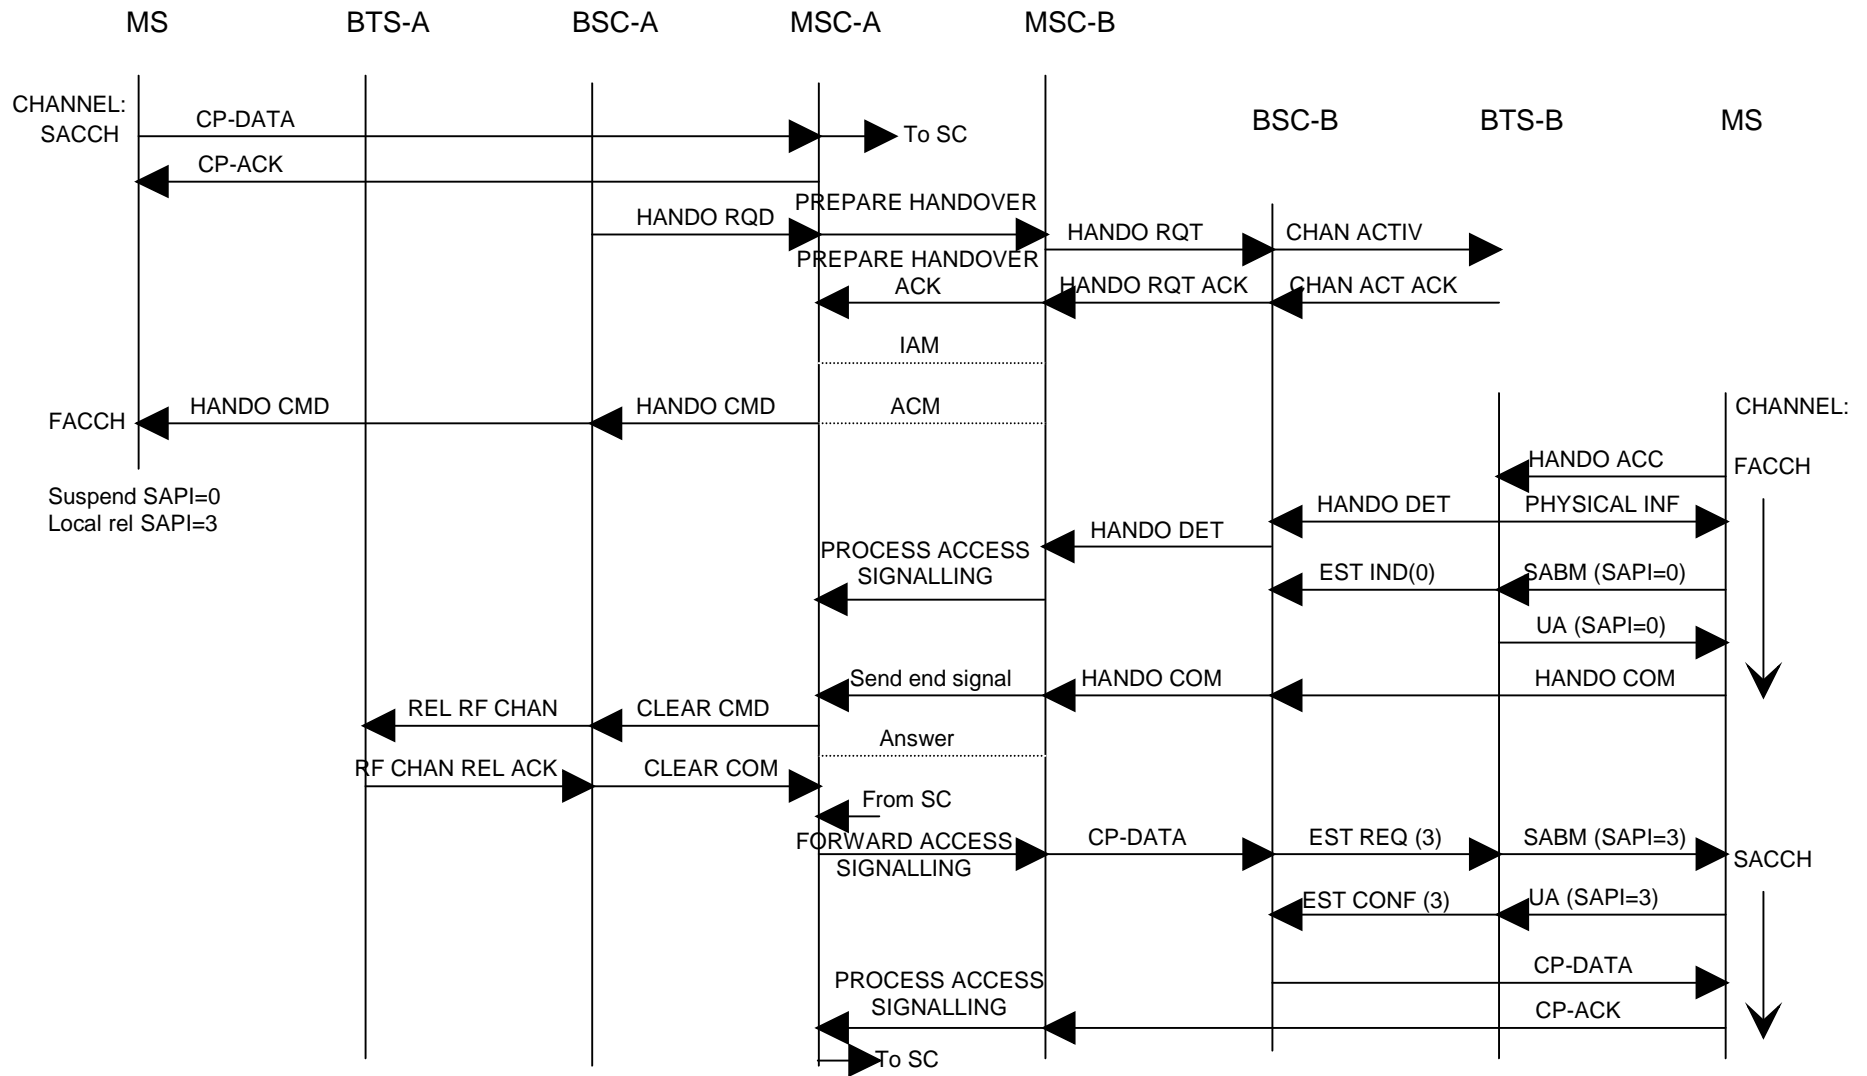 MS BTS-A BSC-A MSC-A MSC-B
CHANNEL:
SACCH CP-DATA To SC BSC-B BTS-B MS
CP-ACK
HANDO RQD PREPARE HANDOVER HANDO RQT CHAN ACTIV
PREPARE HANDOVER
ACK HANDO RQT ACK CHAN ACT ACK
IAM
FACCH HANDO CMD HANDO CMD ACM CHANNEL:
HANDO ACC FACCH
Suspend SAPI=0
Local rel SAPI=3
HANDO DET PHYSICAL INF
HANDO DET
PROCESS ACCESS
SIGNALLING EST IND(0) SABM (SAPI=0)
UA (SAPI=0)
Send end signal HANDO COM HANDO COM
REL RF CHAN CLEAR CMD
Answer
RF CHAN REL ACK CLEAR COM
From SC
FORWARD ACCESS
SIGNALLING CP-DATA EST REQ (3) SABM (SAPI=3)
SACCH
EST CONF (3) UA (SAPI=3)
CP-DATA
PROCESS ACCESS
SIGNALLING CP-ACK
To SC